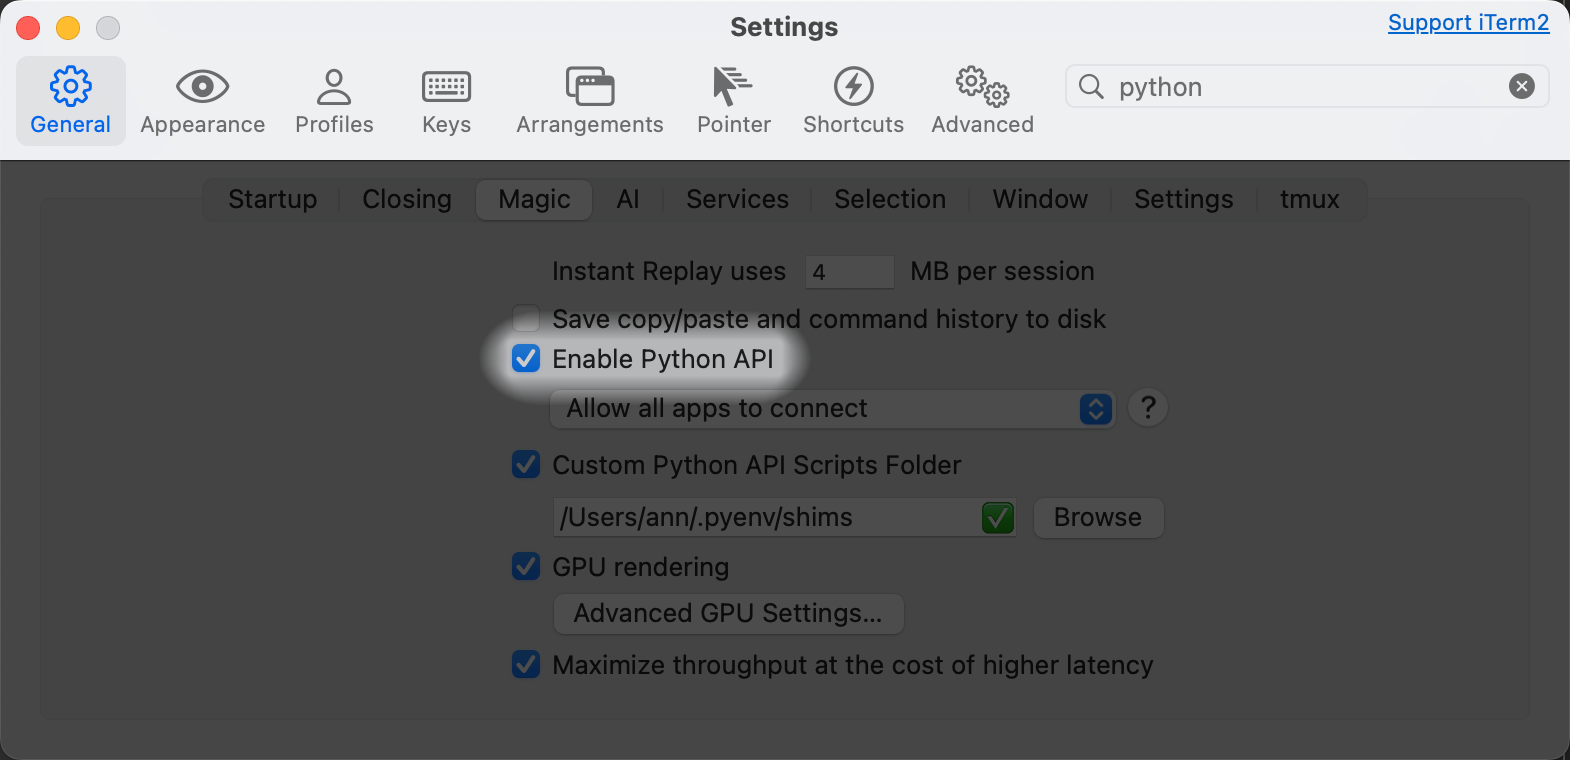 Settings
Support iTerm2
General Appearance Profiles Keys Arrangements Pointer Shortcuts Advanced python
Startup Closing Magic AI Services Selection Window Settings tmux
Instant Replay uses 4 MB per session
Save copy/paste and command history to disk
Enable Python API
Allow all apps to connect ?
Custom Python API Scripts Folder
/Users/ann/.pyenv/shims Browse
GPU rendering
Advanced GPU Settings...
Maximize throughput at the cost of higher latency